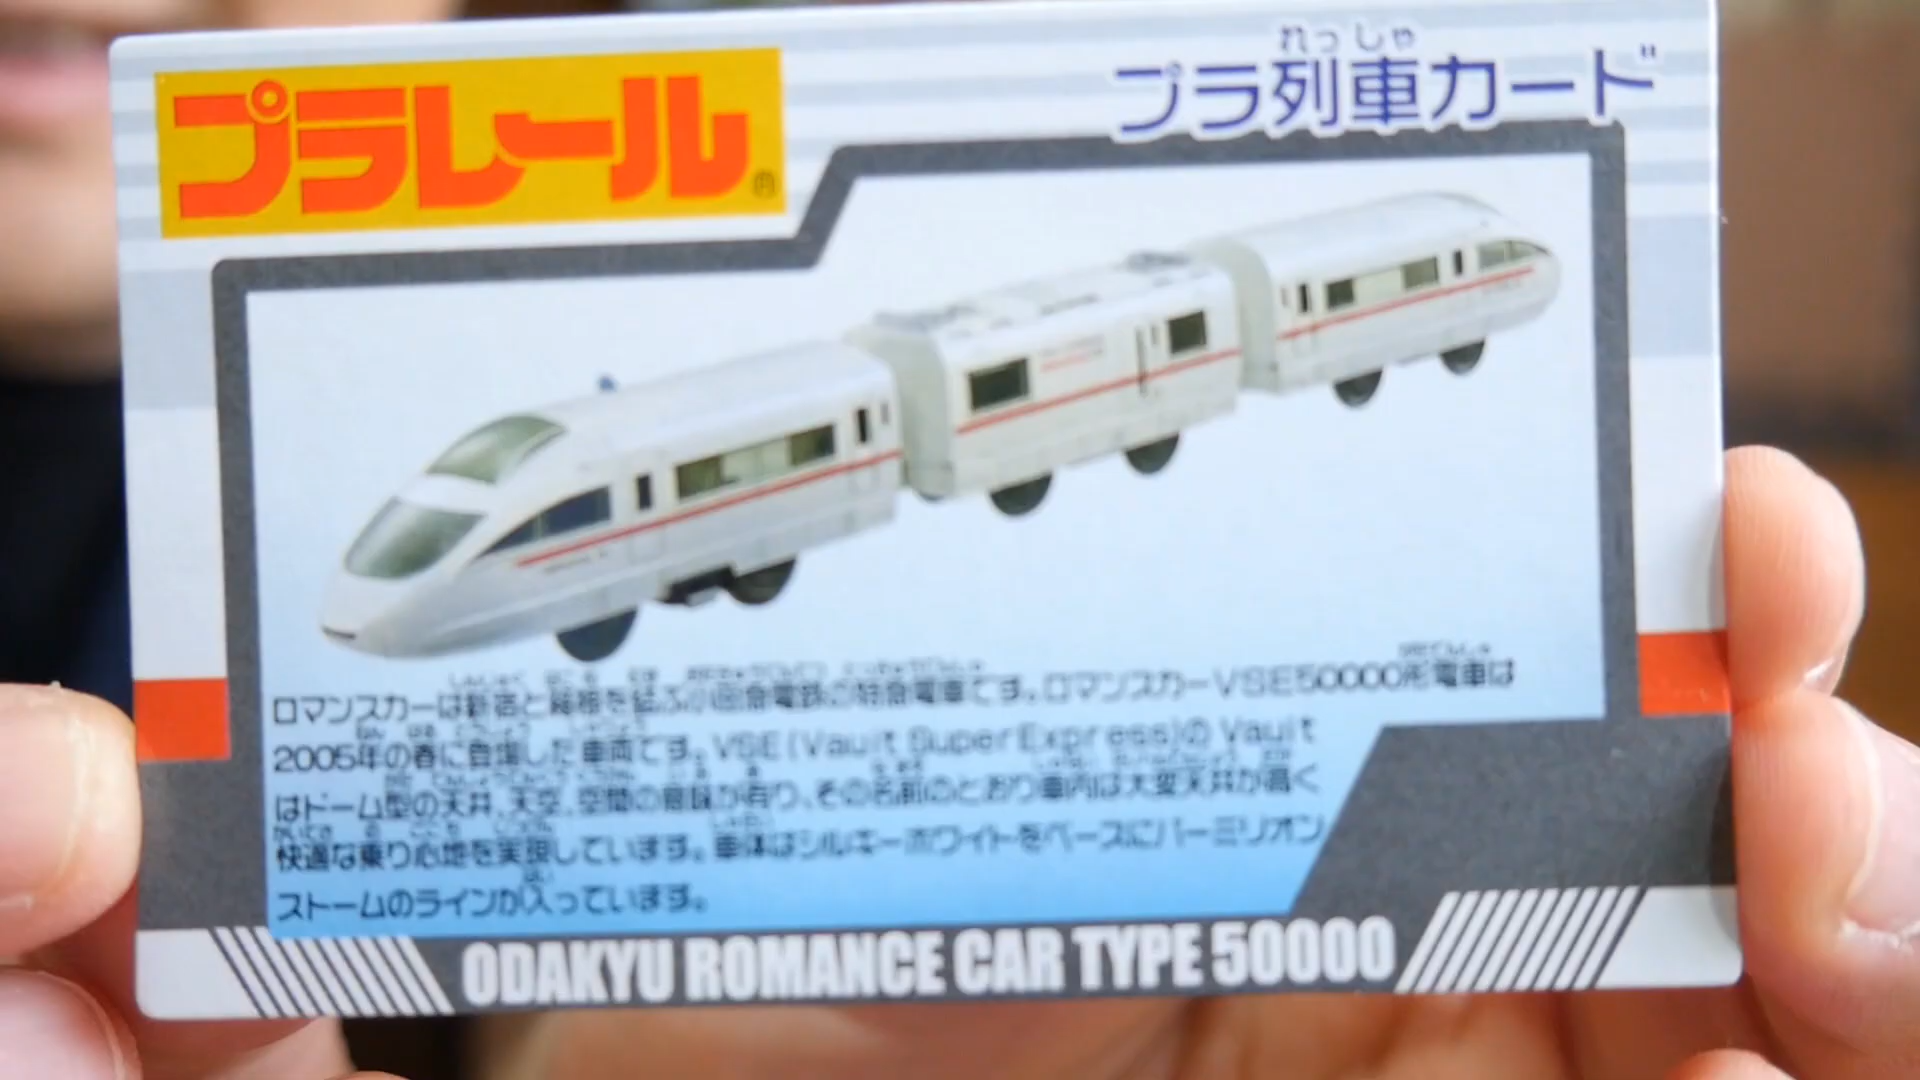 プラレール
れっしゃ
プラ列車カード
ロマンスカーは新宿と箱根を結ぶ小田急電鉄の特急電車です。ロマンスカーVSE50000形電車は
2005年の春に登場した車両です。VSE(Vault Super Express)の Vault
はドーム型の天井、天空、空間の意味が有り、その名前のとおり車内は大変天井が高く
快適な乗り心地を実現しています。車体はシルキーホワイトをベースにバーミリオン
ストームのラインが入っています。
ODAKYU ROMANCE CAR TYPE 50000